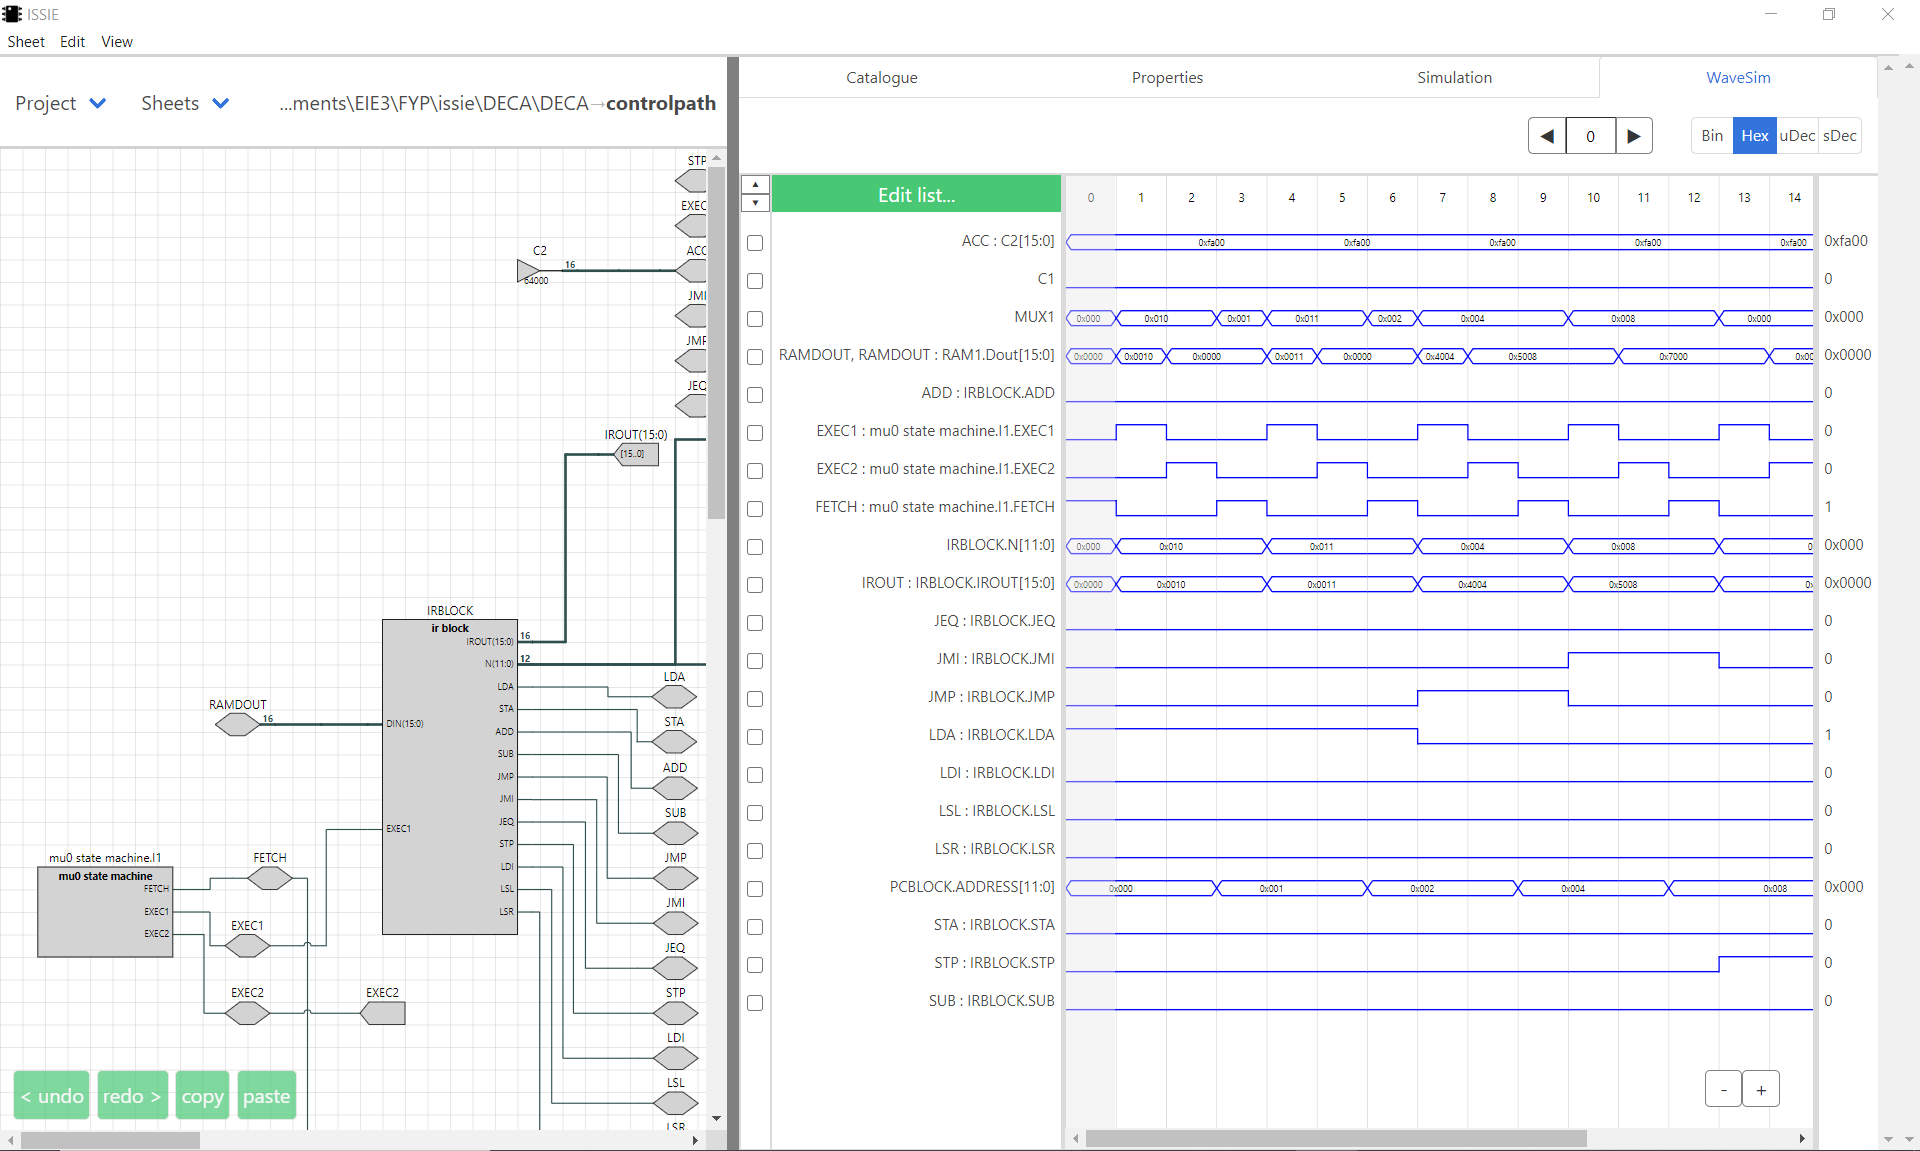 ISSIE
Sheet Edit View
Project Sheets ...ments\EIE3\FYP\issie\DECA\DECA→controlpath
Catalogue Properties Simulation WaveSim
◀ 0 ▶ Bin Hex uDec sDec
STP
EXEC
C2
16
64000
ACC
JMI
JMP
JEQ
IROUT(15:0)
[15..0]
IRBLOCK
ir block
IROUT(15:0) 16
N(11:0) 12
LDA
STA
ADD
SUB
JMP
JMI
JEQ
STP
LDI
LSL
LSR
DIN(15:0)
EXEC1
RAMDOUT
16
LDA
STA
ADD
SUB
JMP
JMI
JEQ
STP
LDI
LSL
LSR
mu0 state machine.I1
mu0 state machine
FETCH
EXEC1
EXEC2
FETCH
EXEC1
EXEC2
EXEC2
< undo redo > copy paste
Edit list... 0 1 2 3 4 5 6 7 8 9 10 11 12 13 14
ACC : C2[15:0] 0xfa00 0xfa00 0xfa00 0xfa00 0xfa00 0xfa00
C1 0
MUX1 0x000 0x010 0x001 0x011 0x002 0x004 0x008 0x000 0x000
RAMDOUT, RAMDOUT : RAM1.Dout[15:0] 0x0000 0x0010 0x0000 0x0011 0x0000 0x4004 0x5008 0x7000 0x00 0x0000
ADD : IRBLOCK.ADD 0
EXEC1 : mu0 state machine.I1.EXEC1 0
EXEC2 : mu0 state machine.I1.EXEC2 0
FETCH : mu0 state machine.I1.FETCH 1
IRBLOCK.N[11:0] 0x000 0x010 0x011 0x004 0x008 0 0x000
IROUT : IRBLOCK.IROUT[15:0] 0x0000 0x0010 0x0011 0x4004 0x5008 0x 0x0000
JEQ : IRBLOCK.JEQ 0
JMI : IRBLOCK.JMI 0
JMP : IRBLOCK.JMP 0
LDA : IRBLOCK.LDA 1
LDI : IRBLOCK.LDI 0
LSL : IRBLOCK.LSL 0
LSR : IRBLOCK.LSR 0
PCBLOCK.ADDRESS[11:0] 0x000 0x001 0x002 0x004 0x008 0x000
STA : IRBLOCK.STA 0
STP : IRBLOCK.STP 0
SUB : IRBLOCK.SUB 0
- +